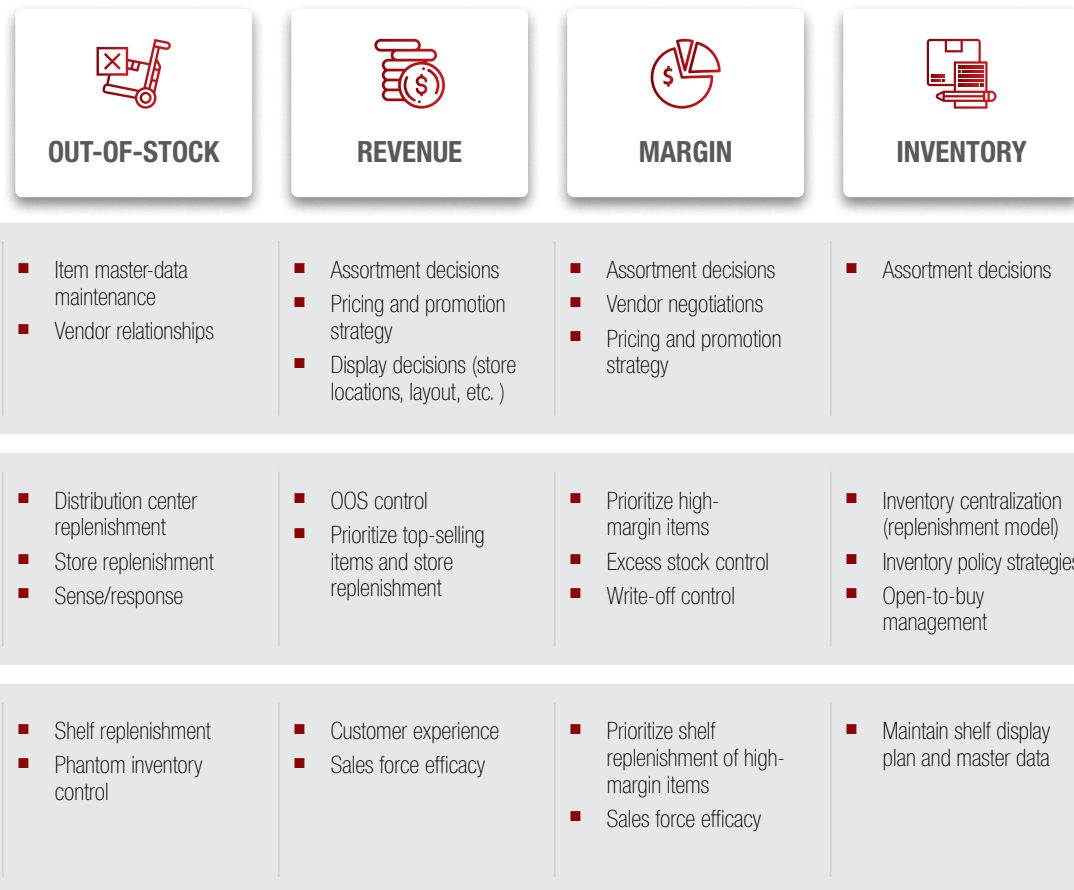 OUT-OF-STOCK
REVENUE
MARGIN
INVENTORY
■ Item master-data
maintenance
■ Vendor relationships
■ Assortment decisions
■ Pricing and promotion
strategy
■ Display decisions (store
locations, layout, etc. )
■ Assortment decisions
■ Vendor negotiations
■ Pricing and promotion
strategy
■ Assortment decisions
■ Distribution center
replenishment
■ Store replenishment
■ Sense/response
■ OOS control
■ Prioritize top-selling
items and store
replenishment
■ Prioritize high-
margin items
■ Excess stock control
■ Write-off control
■ Inventory centralization
(replenishment model)
■ Inventory policy strategies
■ Open-to-buy
management
■ Shelf replenishment
■ Phantom inventory
control
■ Customer experience
■ Sales force efficacy
■ Prioritize shelf
replenishment of high-
margin items
■ Sales force efficacy
■ Maintain shelf display
plan and master data